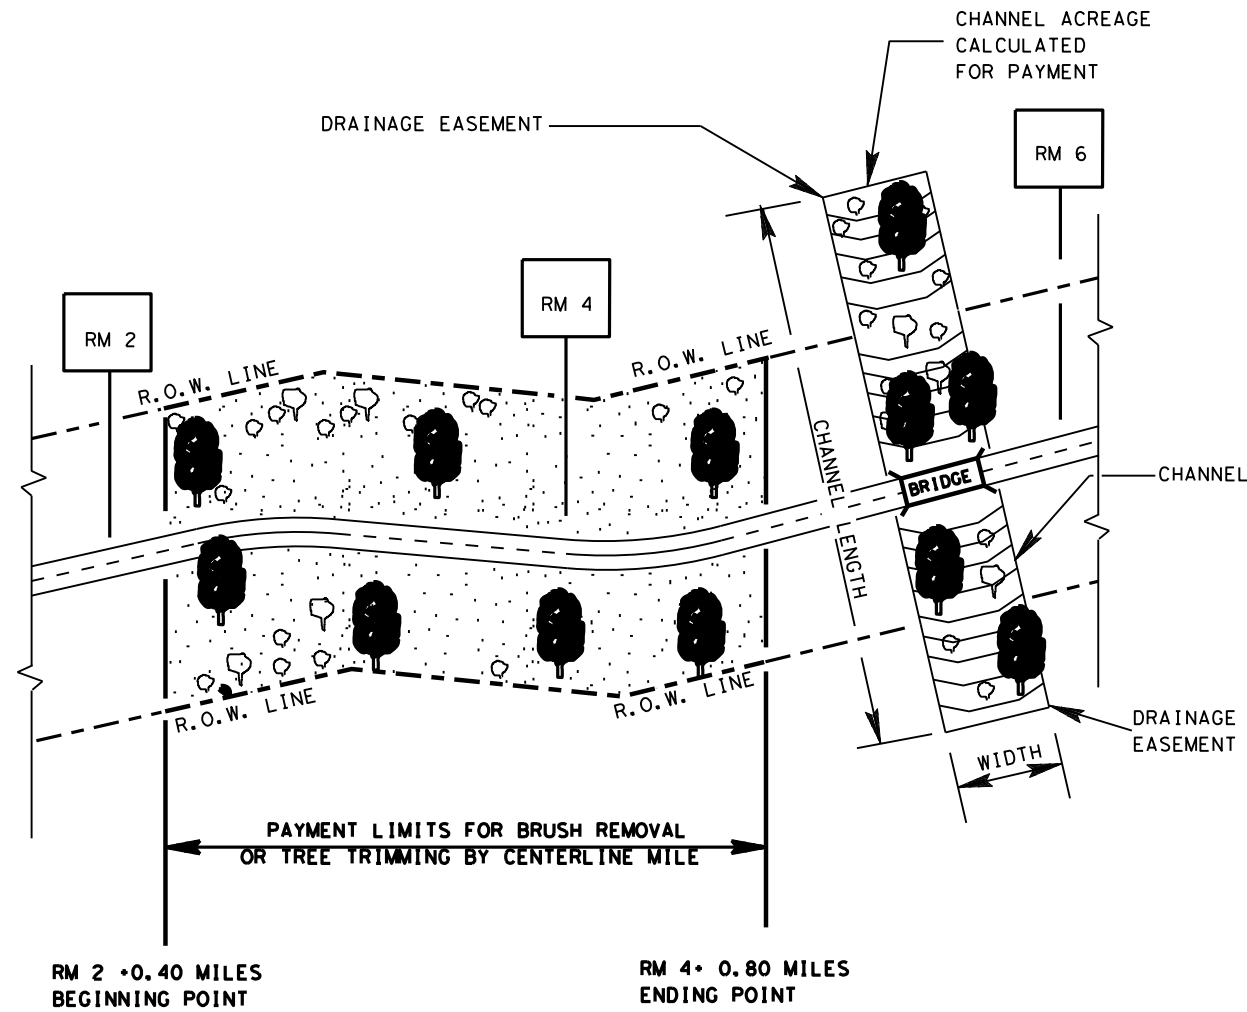 CHANNEL ACREAGE
CALCULATED
FOR PAYMENT
DRAINAGE EASEMENT
RM 6
RM 4
RM 2
R.O.W. LINE
R.O.W. LINE
CHANNEL LENGTH
BRIDGE
CHANNEL
R.O.W. LINE
R.O.W. LINE
DRAINAGE
EASEMENT
WIDTH
PAYMENT LIMITS FOR BRUSH REMOVAL
OR TREE TRIMMING BY CENTERLINE MILE
RM 2 +0.40 MILES
BEGINNING POINT
RM 4+ 0.80 MILES
ENDING POINT